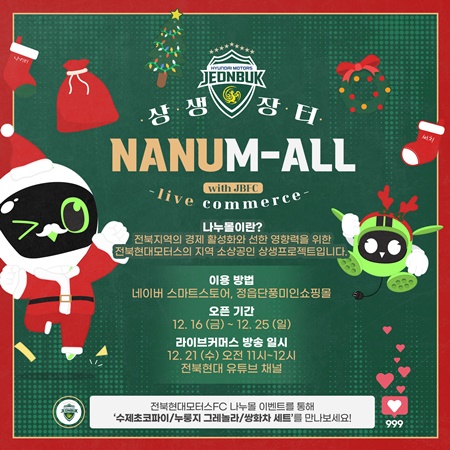 HYUNDAI MOTORS
JEONBUK
·상·생·장·터·
NANUM-ALL
with JBFC
-live commerce-
나누몰이란?
전북지역의 경제 활성화와 선한 영향력을 위한
전북현대모터스의 지역 소상공인 상생프로젝트입니다.
이용 방법
네이버 스마트스토어, 정읍단풍미인쇼핑몰
오픈 기간
12. 16 (금) ~ 12. 25 (일)
라이브커머스 방송 일시
12. 21 (수) 오전 11시~12시
전북현대 유튜브 채널
JEONBUK
전북현대모터스FC 나누몰 이벤트를 통해
'수제초코파이/누룽지 그레놀라/쌍화차 세트'를 만나보세요!
999